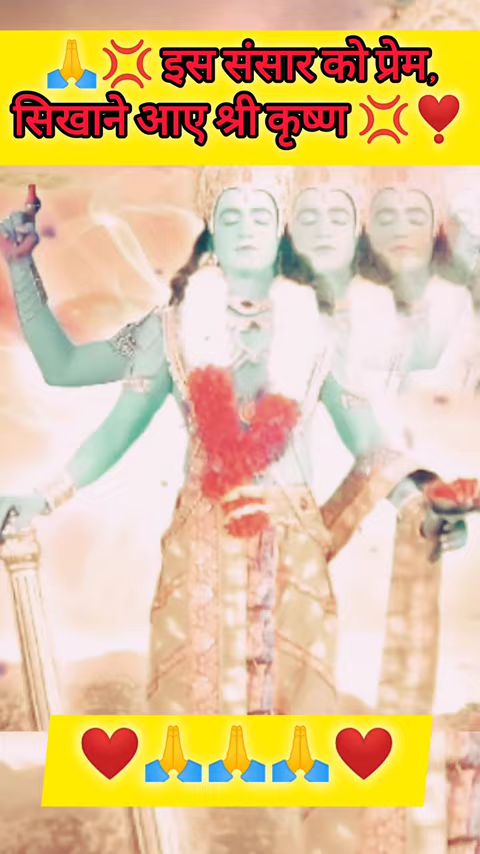 🙏💢 इस संसार को प्रेम,
सिखाने आए श्री कृष्ण 💢❣️
❤️🙏🙏🙏❤️